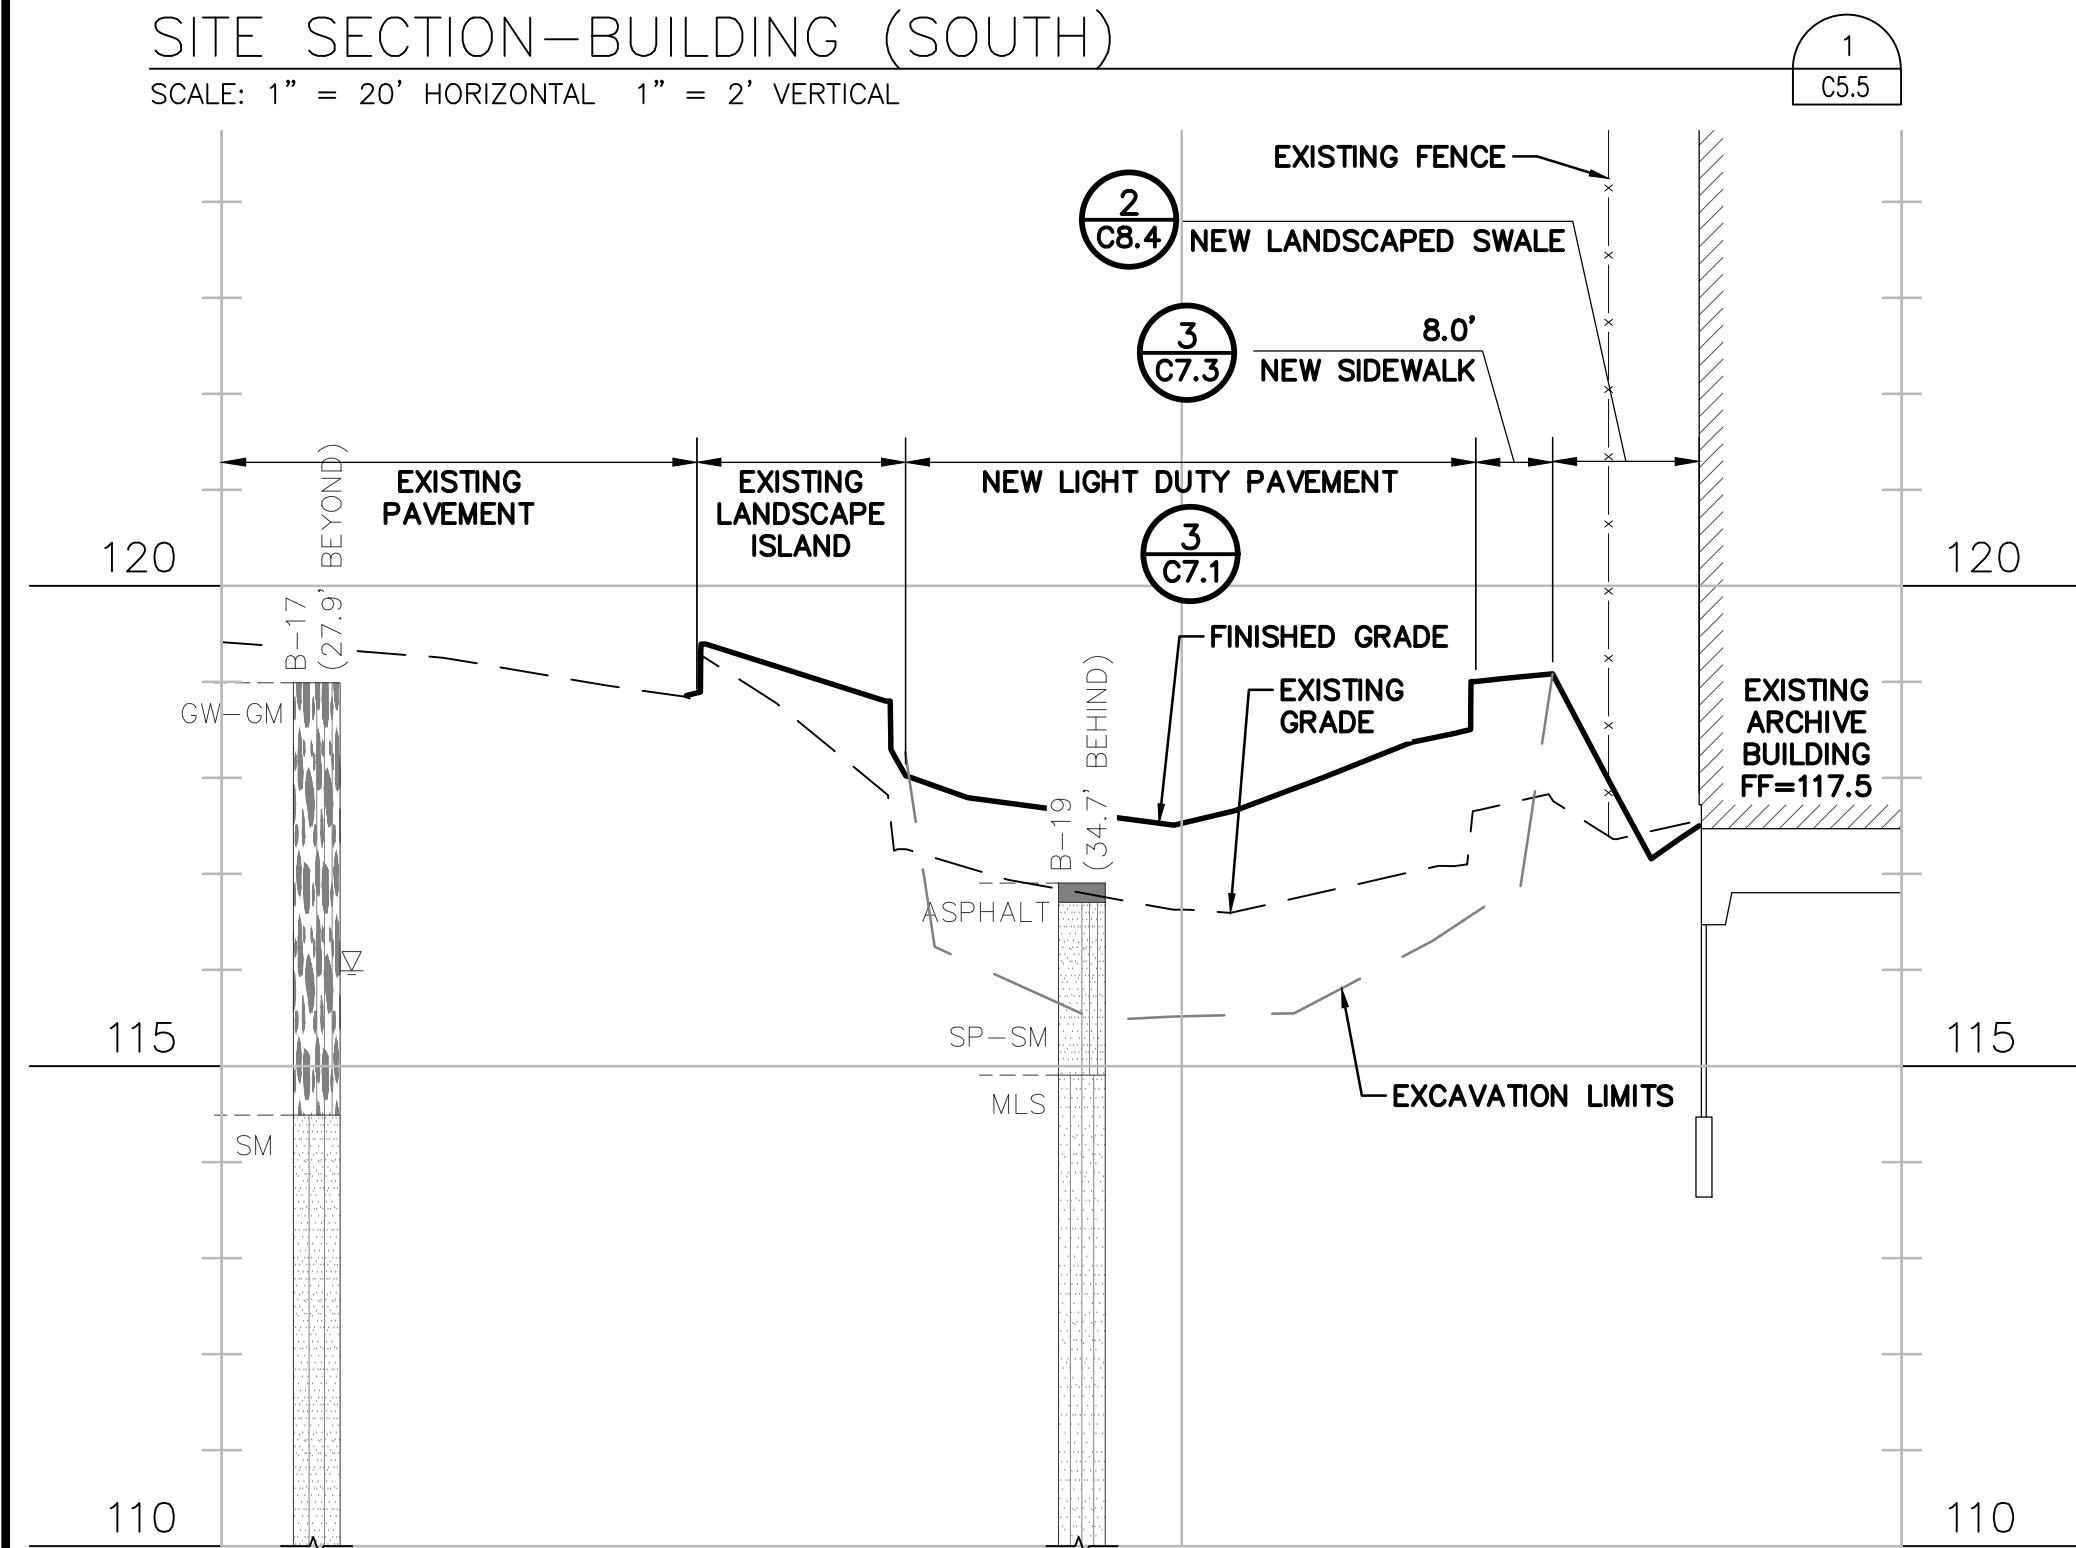 SITE SECTION-BUILDING (SOUTH)
SCALE: 1" = 20' HORIZONTAL 1" = 2' VERTICAL
1
C5.5
EXISTING FENCE
2
C8.4
NEW LANDSCAPED SWALE
3
C7.3
8.0'
NEW SIDEWALK
EXISTING
PAVEMENT
EXISTING
LANDSCAPE
ISLAND
NEW LIGHT DUTY PAVEMENT
3
C7.1
120
120
B-17
(27.9' BEYOND)
FINISHED GRADE
EXISTING
GRADE
EXISTING
ARCHIVE
BUILDING
FF=117.5
GW-GM
B-19
(34.7' BEHIND)
ASPHALT
SP-SM
115
115
MLS
EXCAVATION LIMITS
SM
110
110